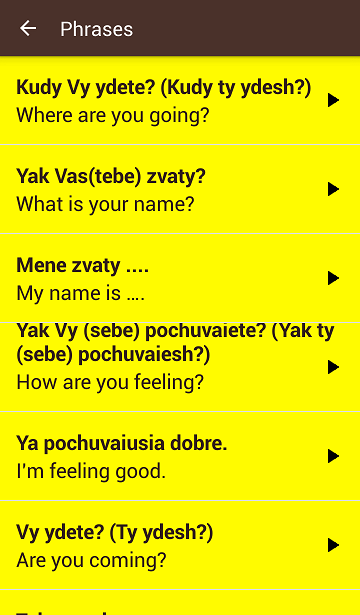 Phrases
Kudy Vy ydete? (Kudy ty ydesh?)
Where are you going?
Yak Vas(tebe) zvaty?
What is your name?
Mene zvaty ....
My name is ....
Yak Vy (sebe) pochuvaiete? (Yak ty
(sebe) pochuvaiesh?)
How are you feeling?
Ya pochuvaiusia dobre.
I'm feeling good.
Vy ydete? (Ty ydesh?)
Are you coming?